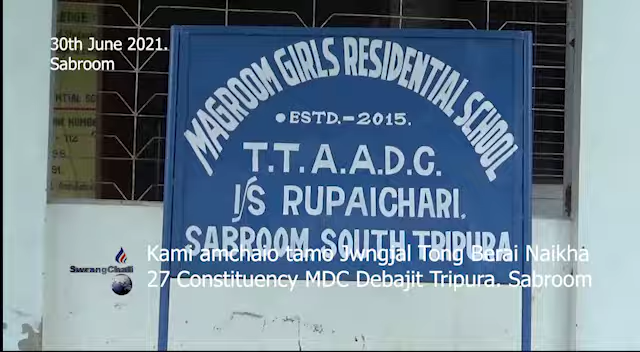 30th June 2021.
Sabroom
MAGROOM GIRLS RESIDENTIAL SCHOOL
ESTD.-2015.
T.T.A.A.D.C.
I/S RUPAICHARI.
SABROOM SOUTH TRIPURA
Kami amchaio tamo Jwngjal Tong Berai Naikha
27 Constituency MDC Debajit Tripura. Sabroom
SwrangChati